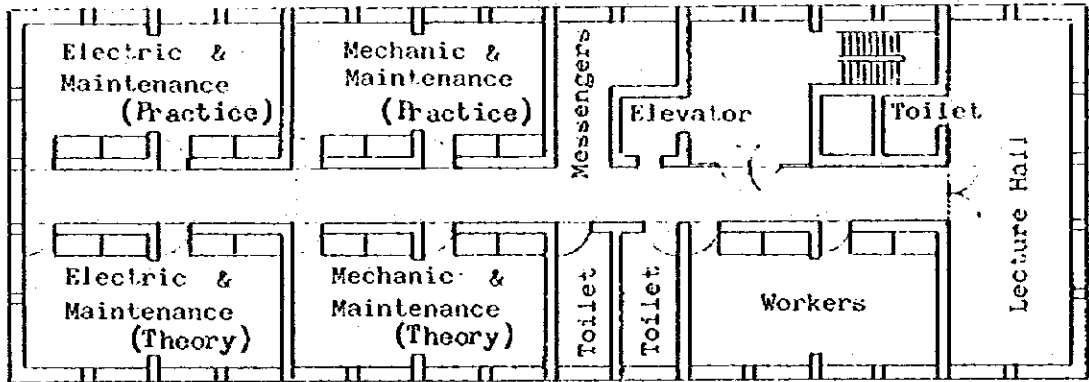 Electric &
Maintenance
(Practice)
Mechanic &
Maintenance
(Practice)
Messengers
Elevator
Toilet
Lecture Hall
Electric &
Maintenance
(Theory)
Mechanic &
Maintenance
(Theory)
Toilet
Toilet
Workers